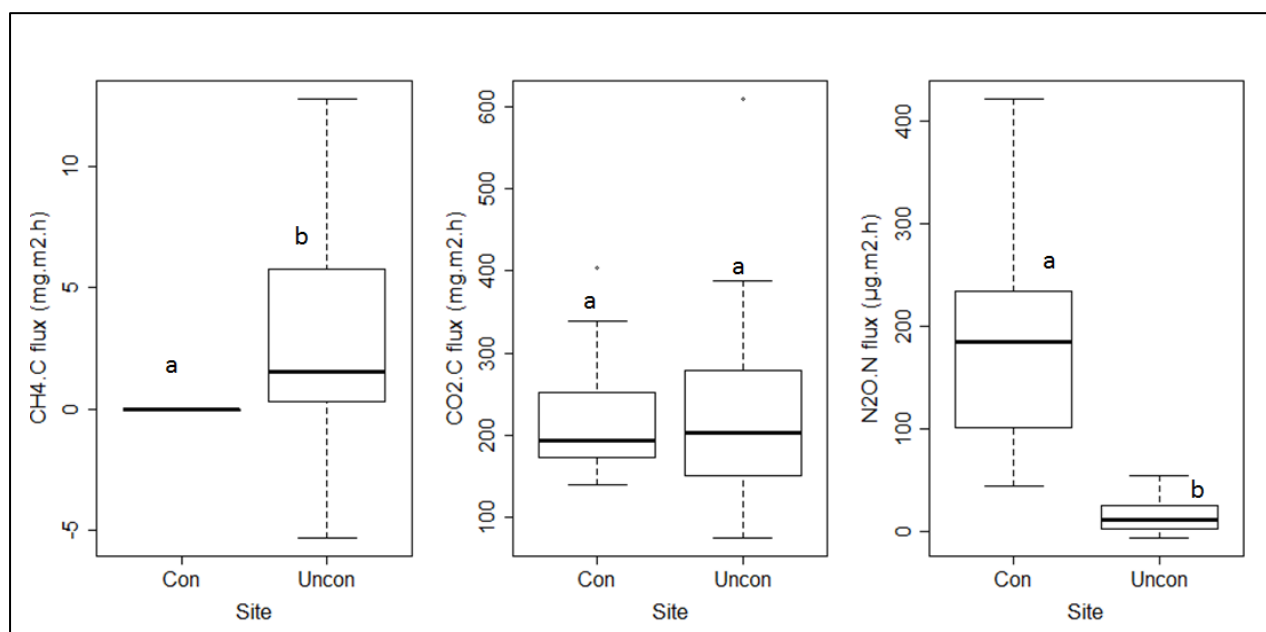 CH4.C flux (mg.m2.h)
10
5
0
-5
a
b
Con
Uncon
Site
CO2.C flux (mg.m2.h)
600
500
400
300
200
100
a
a
Con
Uncon
Site
N2O.N flux (µg.m2.h)
400
300
200
100
0
a
b
Con
Uncon
Site